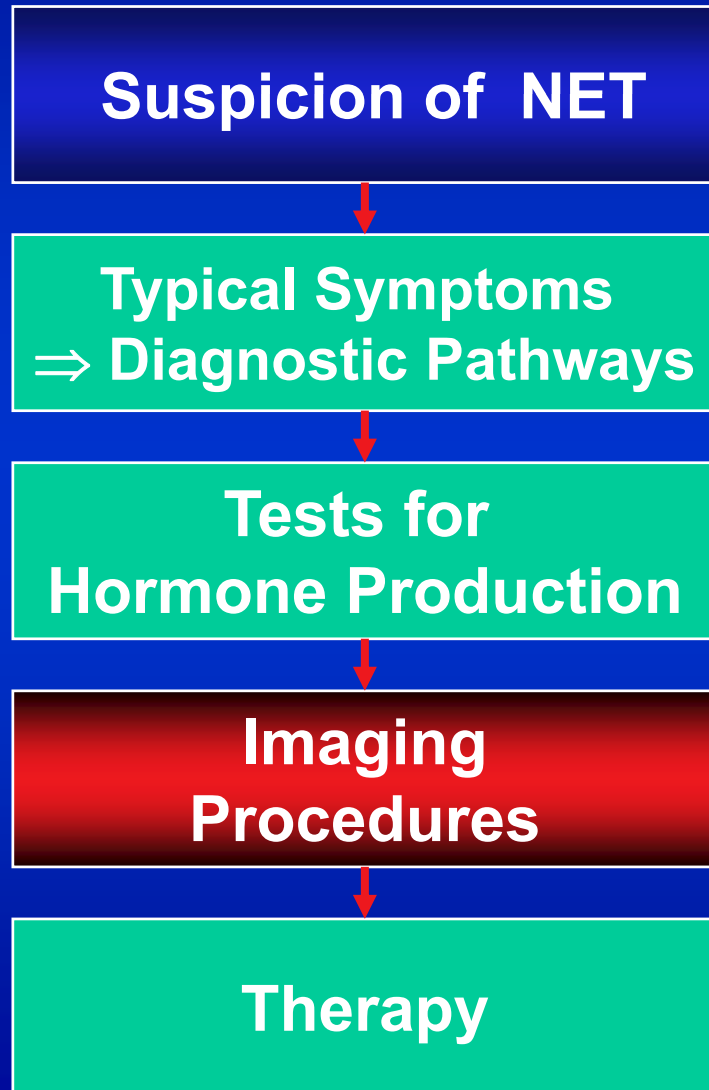 Suspicion of NET
Typical Symptoms
⇒ Diagnostic Pathways
Tests for
Hormone Production
Imaging
Procedures
Therapy